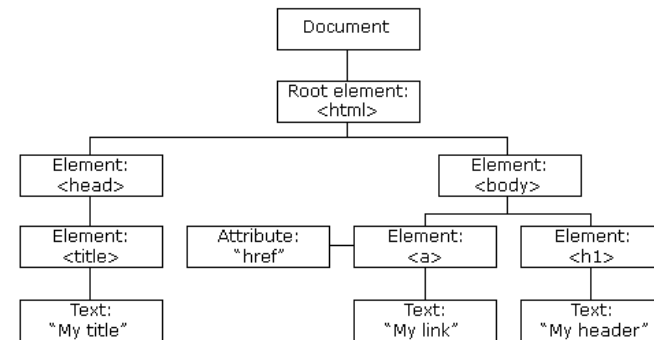 Document
Root element:
<html>
Element:
<head>
Element:
<body>
Element:
<title>
Attribute:
"href"
Element:
<a>
Element:
<h1>
Text:
"My title"
Text:
"My link"
Text:
"My header"